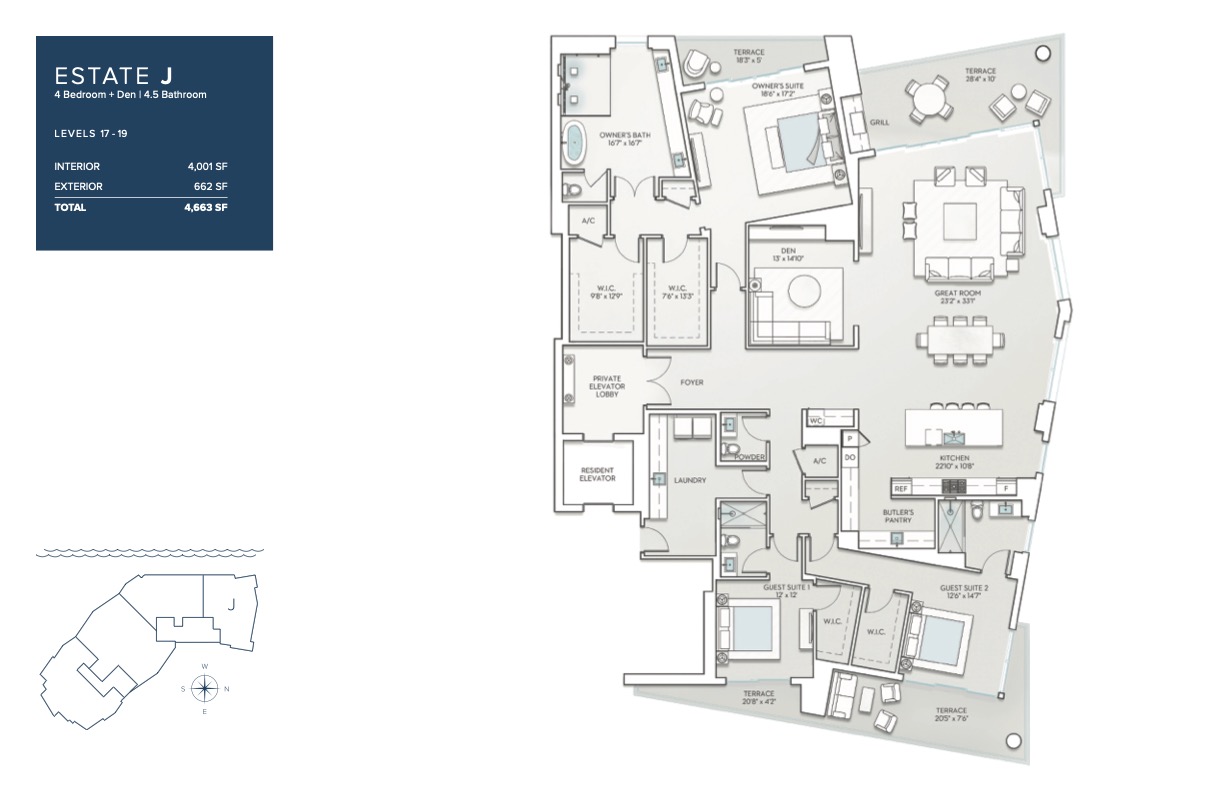 ESTATE J
4 Bedroom + Den | 4.5 Bathroom
LEVELS 17 - 19
INTERIOR 4,001 SF
EXTERIOR 662 SF
TOTAL 4,663 SF
TERRACE
18'3" x 5'
TERRACE
28'4" x 10'
OWNER'S SUITE
18'6" x 17'2"
GRILL
OWNER'S BATH
16'7" x 16'7"
A/C
DEN
13' x 14'10"
W.I.C.
9'8" x 12'9"
W.I.C.
7'6" x 13'3"
GREAT ROOM
23'2" x 33'1"
PRIVATE
ELEVATOR
LOBBY
FOYER
WC
P
DO
POWDER
A/C
KITCHEN
22'10" x 10'8"
RESIDENT
ELEVATOR
LAUNDRY
REF
F
BUTLER'S
PANTRY
GUEST SUITE 1
12' x 12'
GUEST SUITE 2
12'6" x 14'7"
W.I.C.
W.I.C.
TERRACE
20'8" x 4'2"
TERRACE
20'5" x 7'6"
J
W
S N
E